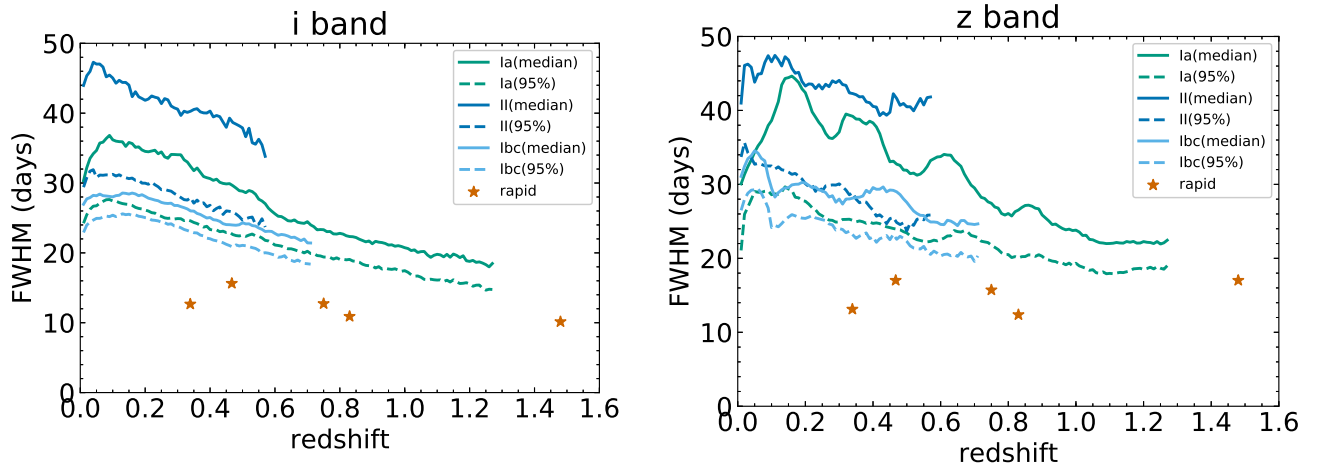 i band
50
40
30
20
10
0
FWHM (days)
0.0
0.2
0.4
0.6
0.8
1.0
1.2
1.4
1.6
redshift
Ia(median)
Ia(95%)
II(median)
II(95%)
Ibc(median)
Ibc(95%)
rapid
z band
50
40
30
20
10
0
FWHM (days)
0.0
0.2
0.4
0.6
0.8
1.0
1.2
1.4
1.6
redshift
Ia(median)
Ia(95%)
II(median)
II(95%)
Ibc(median)
Ibc(95%)
rapid